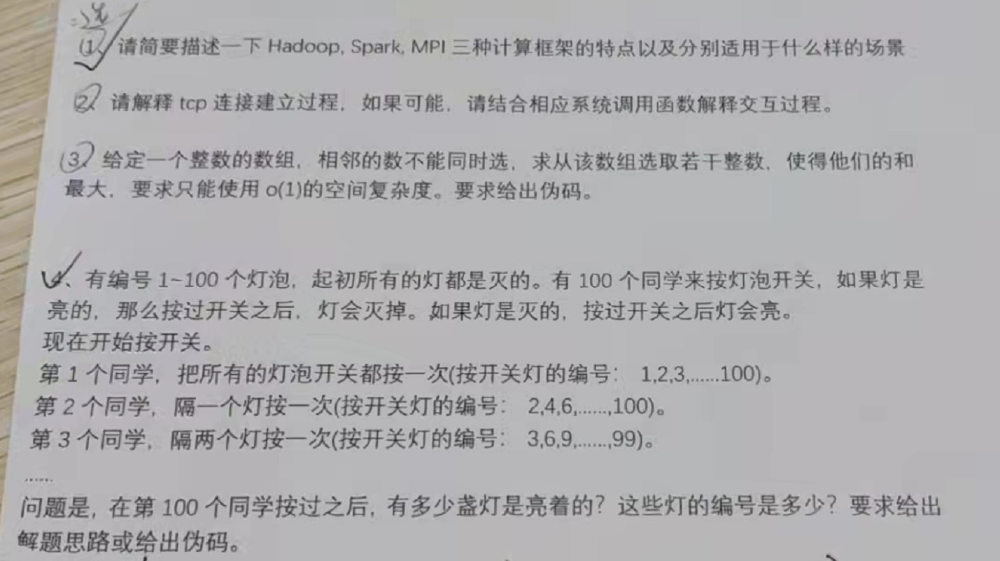 选
(1、请简要描述一下 Hadoop, Spark, MPI 三种计算框架的特点以及分别适用于什么样的场景
2、请解释 tcp 连接建立过程，如果可能，请结合相应系统调用函数解释交互过程。
3、给定一个整数的数组，相邻的数不能同时选，求从该数组选取若干整数，使得他们的和
最大，要求只能使用 o(1)的空间复杂度。要求给出伪码。
4、有编号 1~100 个灯泡，起初所有的灯都是灭的。有 100 个同学来按灯泡开关，如果灯是
亮的，那么按过开关之后，灯会灭掉。如果灯是灭的，按过开关之后灯会亮。
现在开始按开关。
第 1 个同学，把所有的灯泡开关都按一次(按开关灯的编号： 1,2,3,......100)。
第 2 个同学，隔一个灯按一次(按开关灯的编号： 2,4,6,......,100)。
第 3 个同学，隔两个灯按一次(按开关灯的编号： 3,6,9,......,99)。
......
问题是，在第 100 个同学按过之后，有多少盏灯是亮着的？这些灯的编号是多少？要求给出
解题思路或给出伪码。